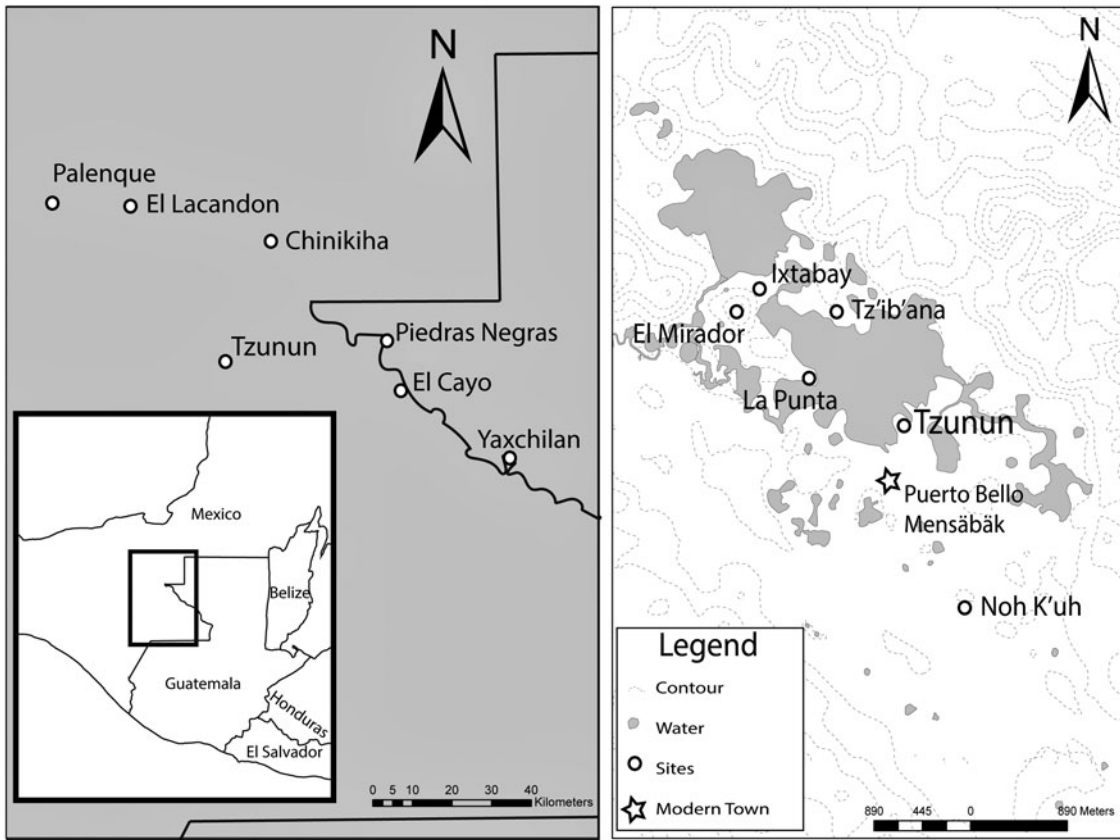 N
Palenque
El Lacandon
Chinikiha
Piedras Negras
Tzunun
El Cayo
Yaxchilan
Mexico
Belize
Guatemala
Honduras
El Salvador
0 5 10 20 30 40
Kilometers
N
Ixtabay
Tz'ib'ana
El Mirador
La Punta
Tzunun
Puerto Bello
Mensäbäk
Noh K'uh
Legend
Contour
Water
Sites
Modern Town
890 445 0 890 Meters